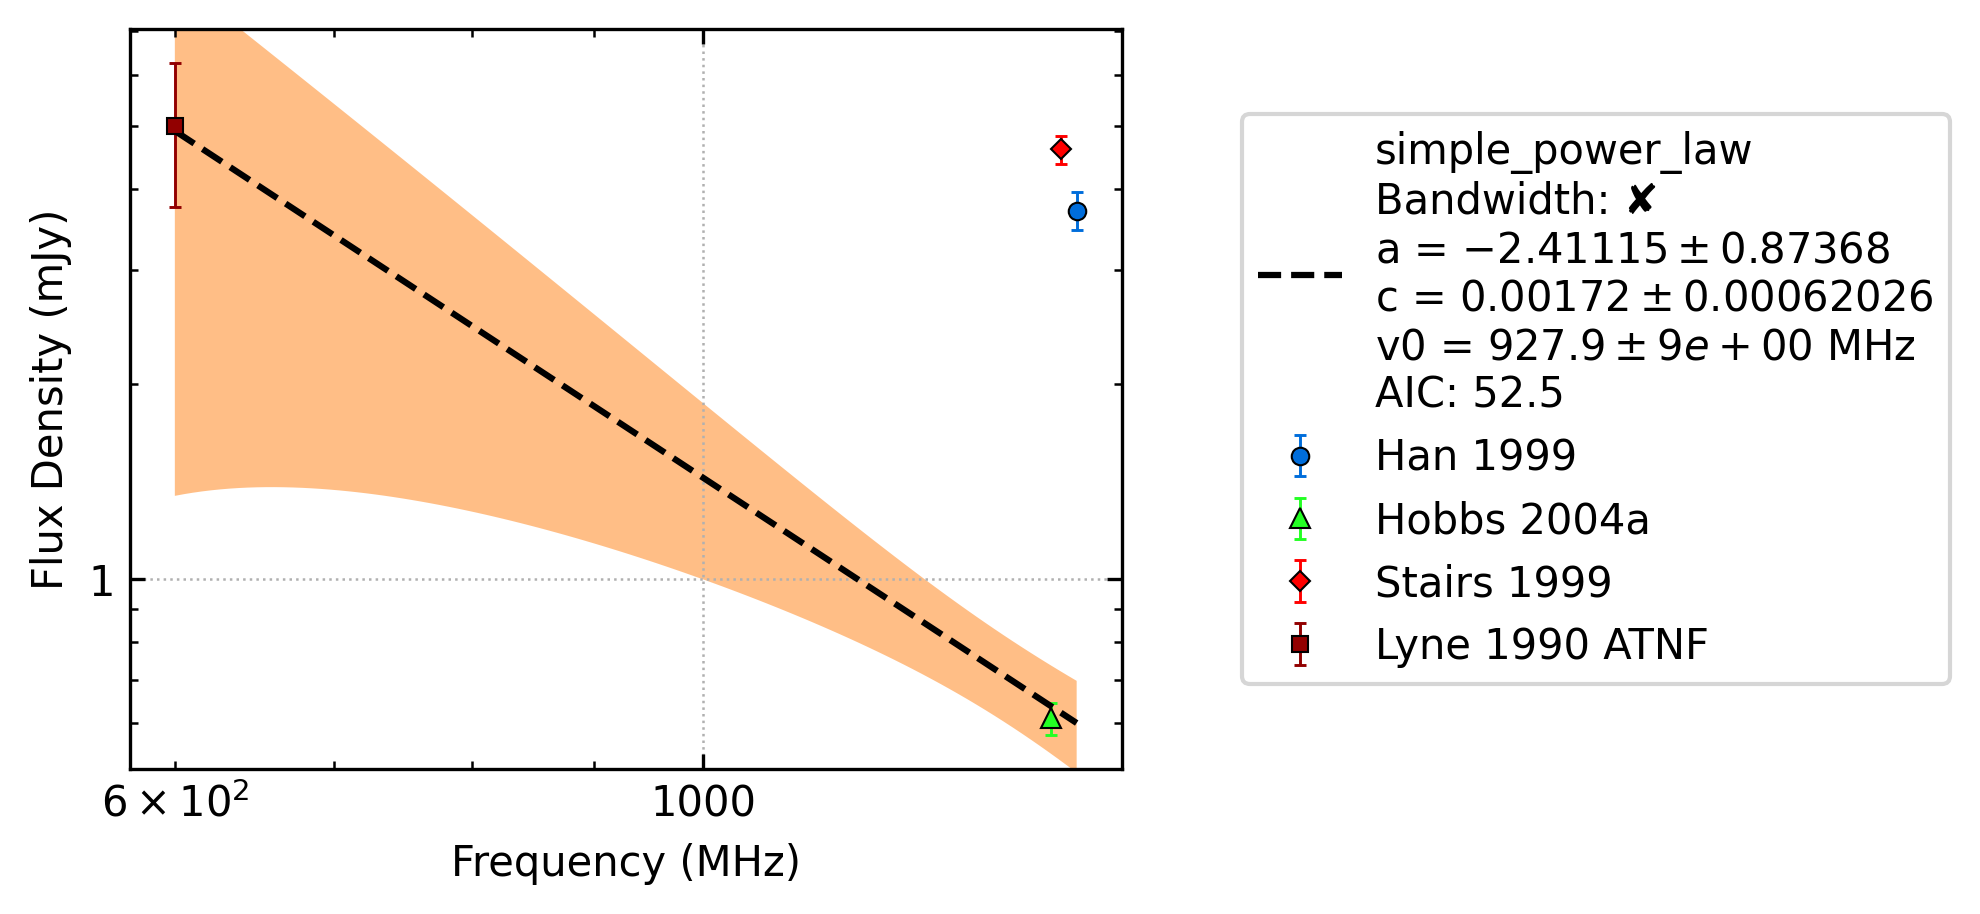 Flux Density (mJy)
1
6 × 10²
1000
Frequency (MHz)
simple_power_law
Bandwidth: ✘
a = −2.41115 ± 0.87368
c = 0.00172 ± 0.00062026
v0 = 927.9 ± 9e + 00 MHz
AIC: 52.5
Han 1999
Hobbs 2004a
Stairs 1999
Lyne 1990 ATNF